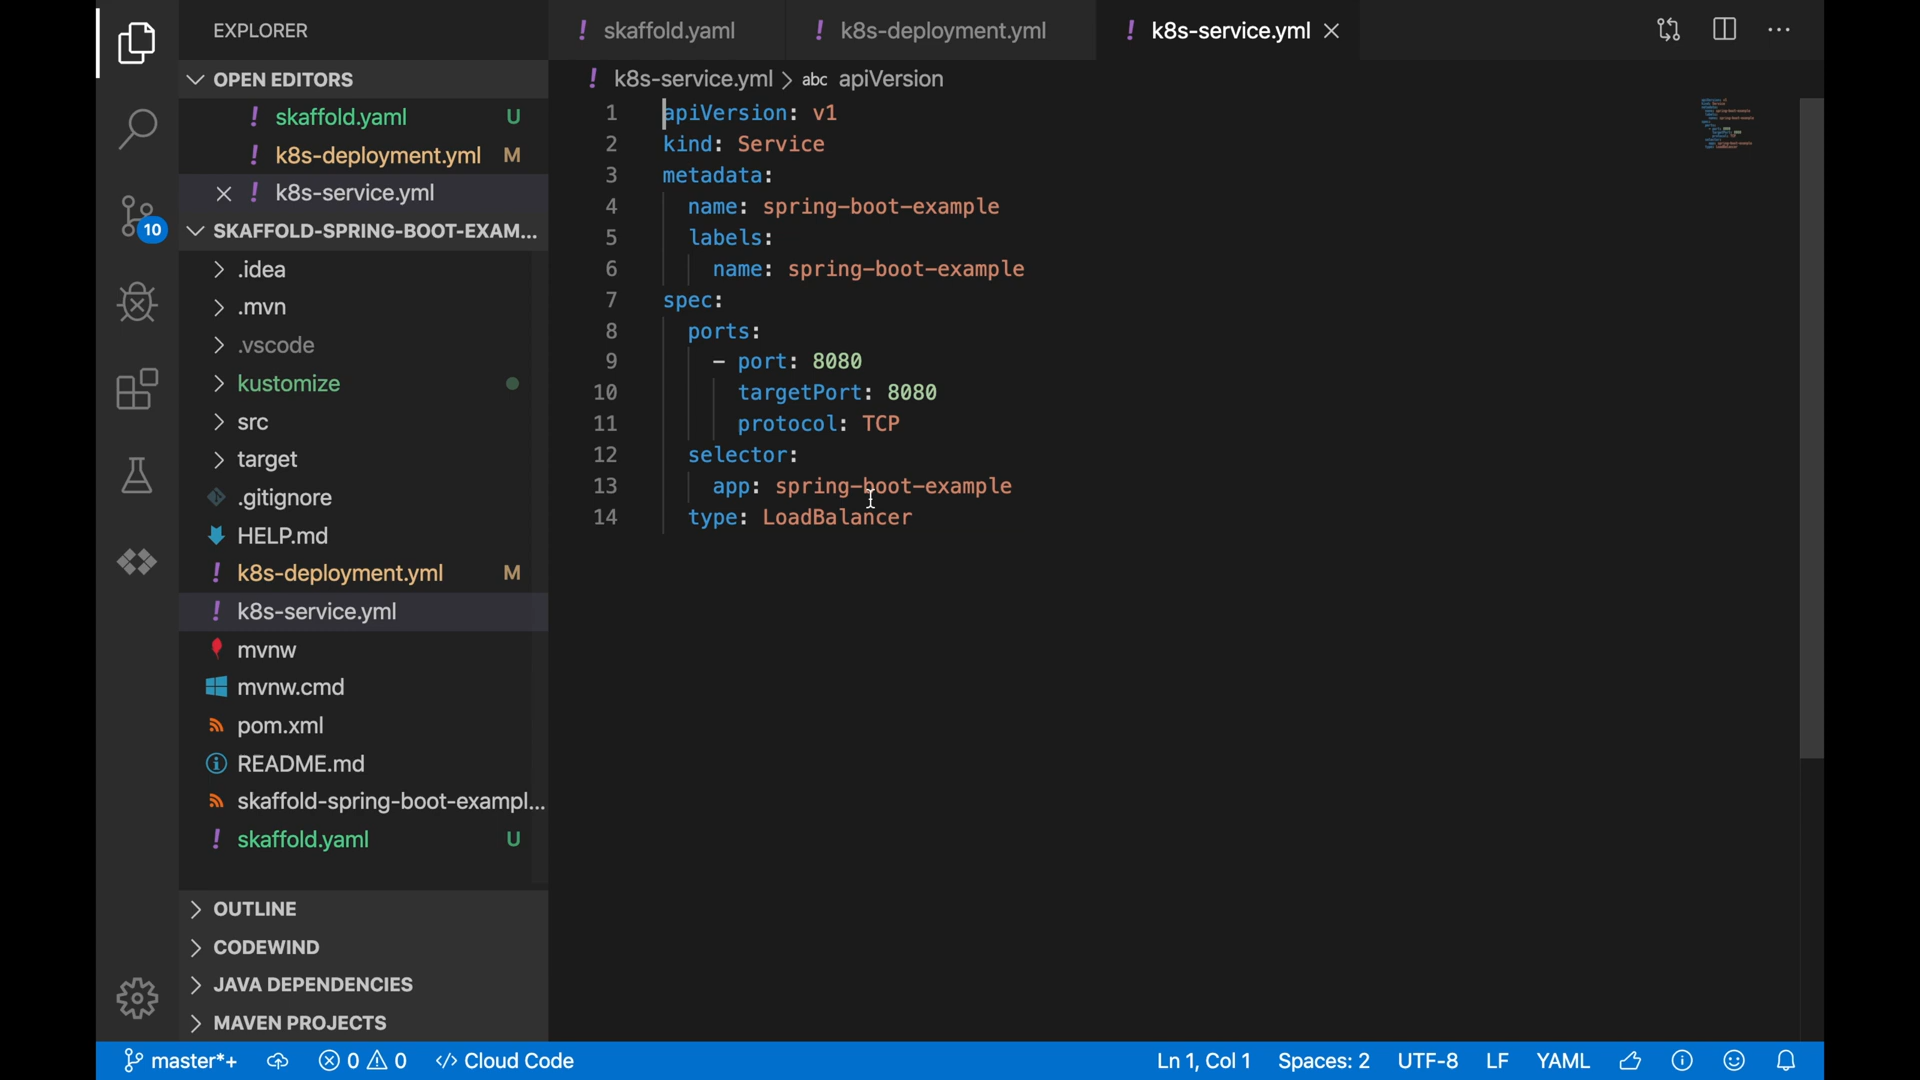 EXPLORER
OPEN EDITORS
! skaffold.yaml U
! k8s-deployment.yml M
! k8s-service.yml
SKAFFOLD-SPRING-BOOT-EXAM...
.idea
.mvn
.vscode
kustomize
src
target
.gitignore
HELP.md
! k8s-deployment.yml M
! k8s-service.yml
mvnw
mvnw.cmd
pom.xml
README.md
skaffold-spring-boot-exampl...
! skaffold.yaml U
OUTLINE
CODEWIND
JAVA DEPENDENCIES
MAVEN PROJECTS
10
! skaffold.yaml ! k8s-deployment.yml ! k8s-service.yml
! k8s-service.yml > abc apiVersion
1 apiVersion: v1
2 kind: Service
3 metadata:
4 name: spring-boot-example
5 labels:
6 name: spring-boot-example
7 spec:
8 ports:
9 - port: 8080
10 targetPort: 8080
11 protocol: TCP
12 selector:
13 app: spring-boot-example
14 type: LoadBalancer
master*+ 0 0 </> Cloud Code Ln 1, Col 1 Spaces: 2 UTF-8 LF YAML